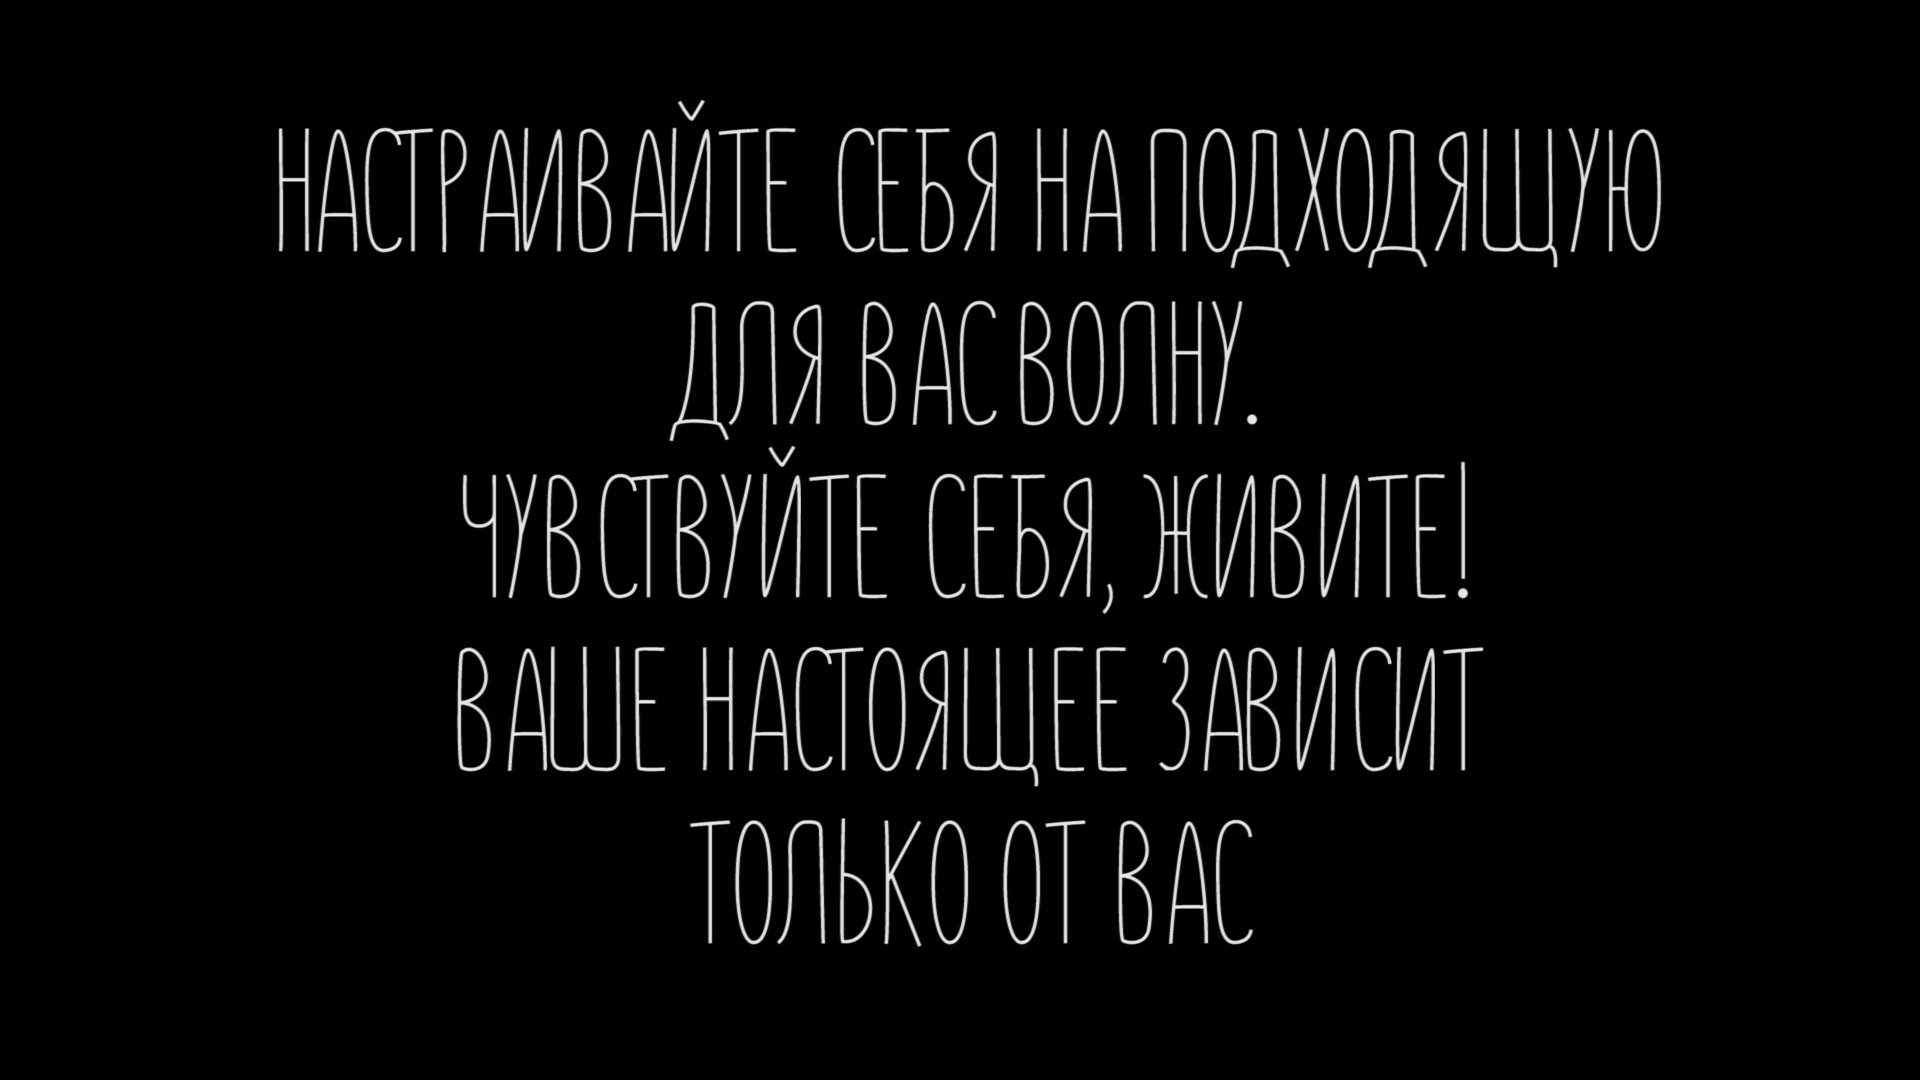 НАСТРАИВАЙТЕ СЕБЯ НА ПОДХОДЯЩУЮ
ДЛЯ ВАС ВОЛНУ.
ЧУВСТВУЙТЕ СЕБЯ, ЖИВИТЕ!
ВАШЕ НАСТОЯЩЕЕ ЗАВИСИТ
ТОЛЬКО ОТ ВАС